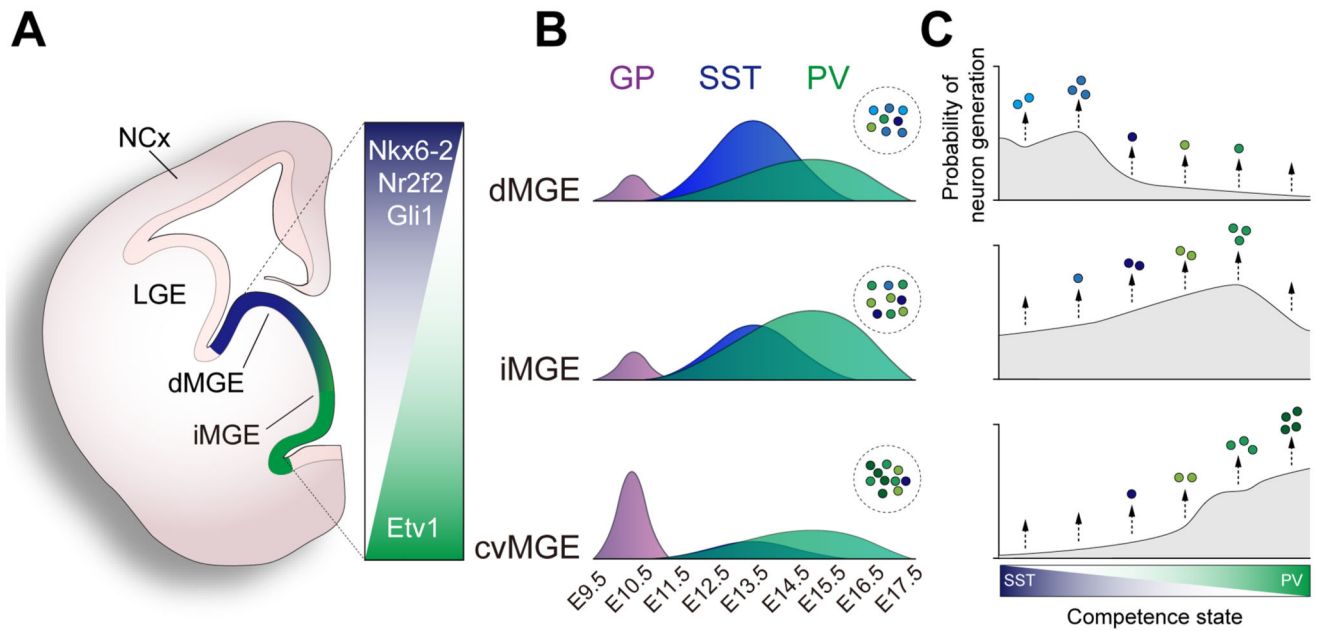 A
NCx
LGE
dMGE
iMGE
Nkx6-2
Nr2f2
Gli1
Etv1
B
GP SST PV
dMGE
iMGE
cvMGE
E9.5 E10.5 E11.5 E12.5 E13.5 E14.5 E15.5 E16.5 E17.5
C
Probability of
neuron generation
SST PV
Competence state